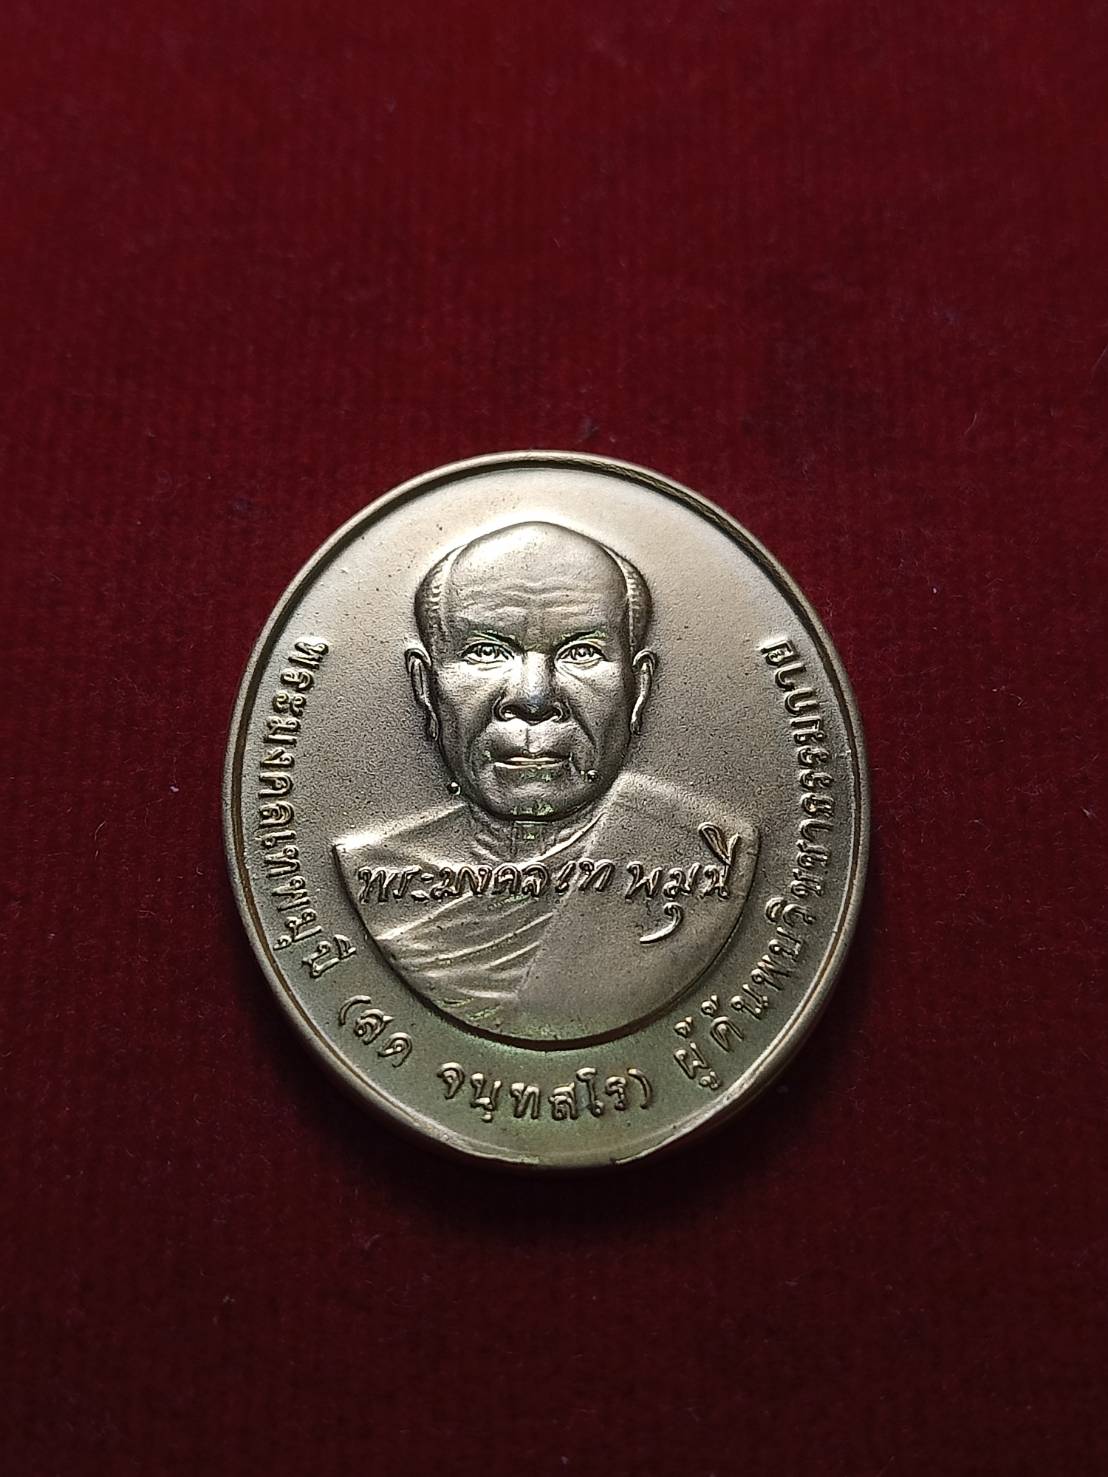 พระมงคลเทพมุนี (สด จนฺทสโร) ผู้ค้นพบวิชชาธรรมกาย
พระมงคลเทพมุนี